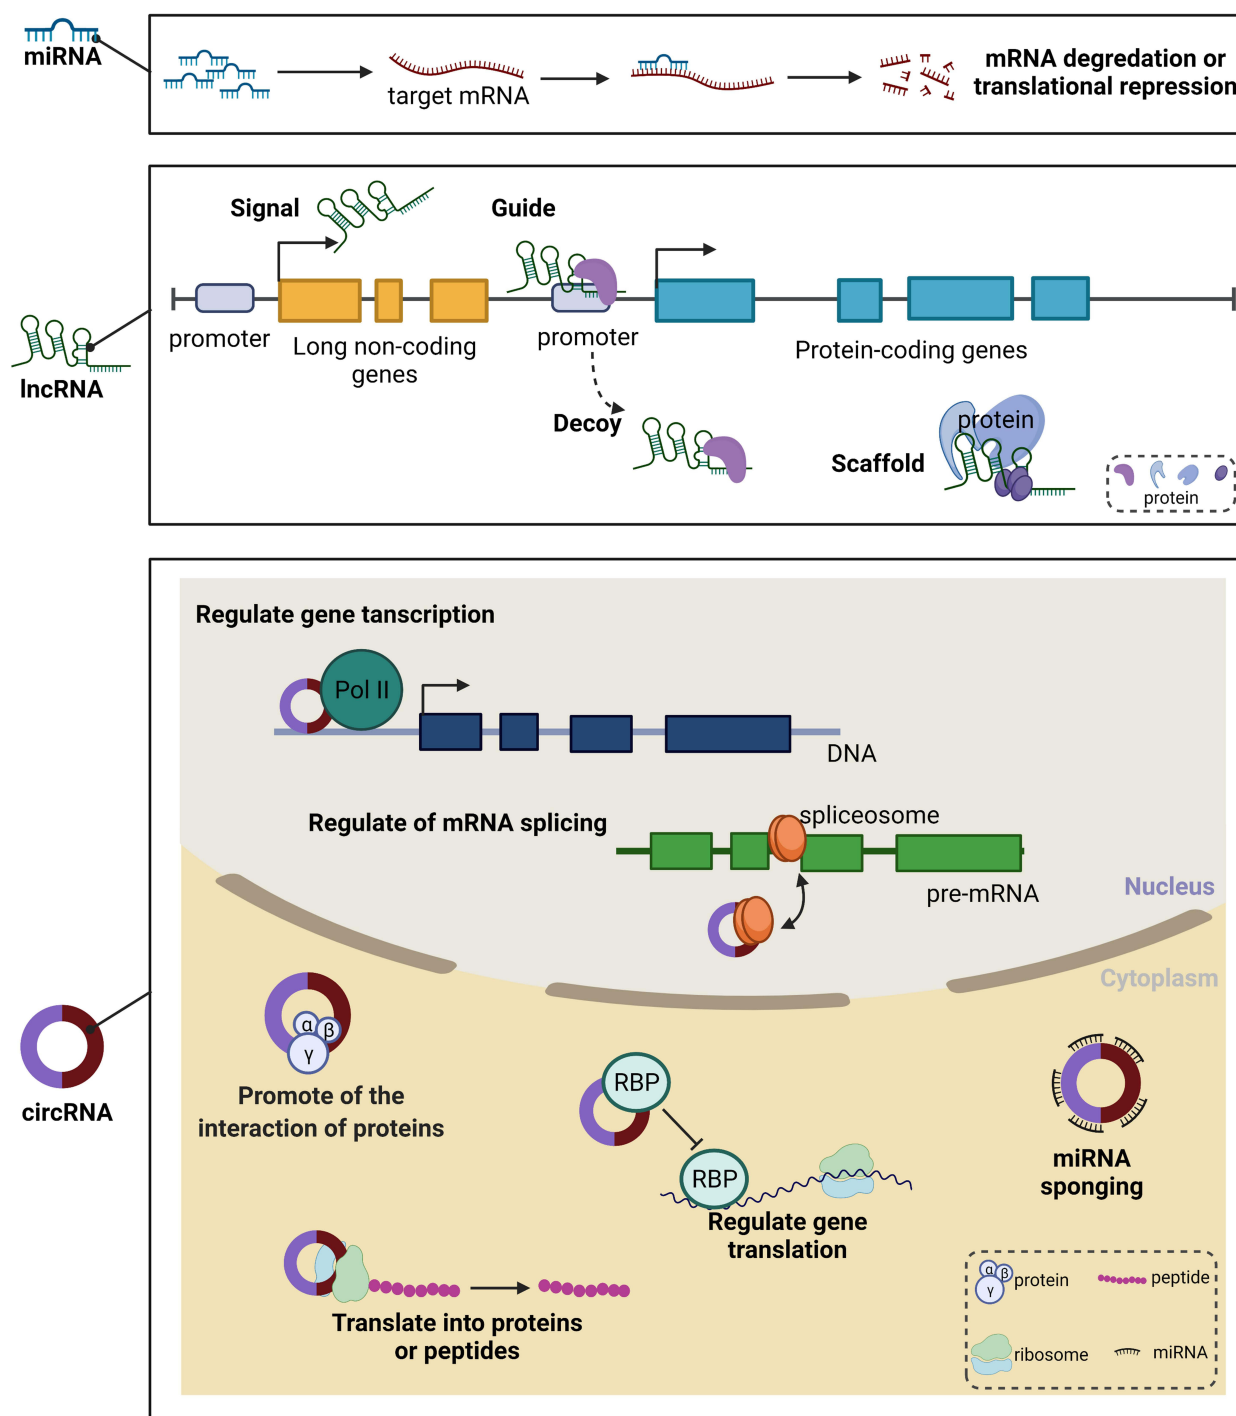 miRNA
target mRNA
mRNA degredation or
translational repression
lncRNA
Signal
Guide
promoter
Long non-coding
genes
promoter
Protein-coding genes
Decoy
Scaffold
protein
protein
circRNA
Regulate gene tanscription
Pol II
DNA
Regulate of mRNA splicing
spliceosome
pre-mRNA
Nucleus
Cytoplasm
α
β
γ
Promote of the
interaction of proteins
RBP
RBP
Regulate gene
translation
miRNA
sponging
Translate into proteins
or peptides
α
β
γ
protein
peptide
ribosome
miRNA